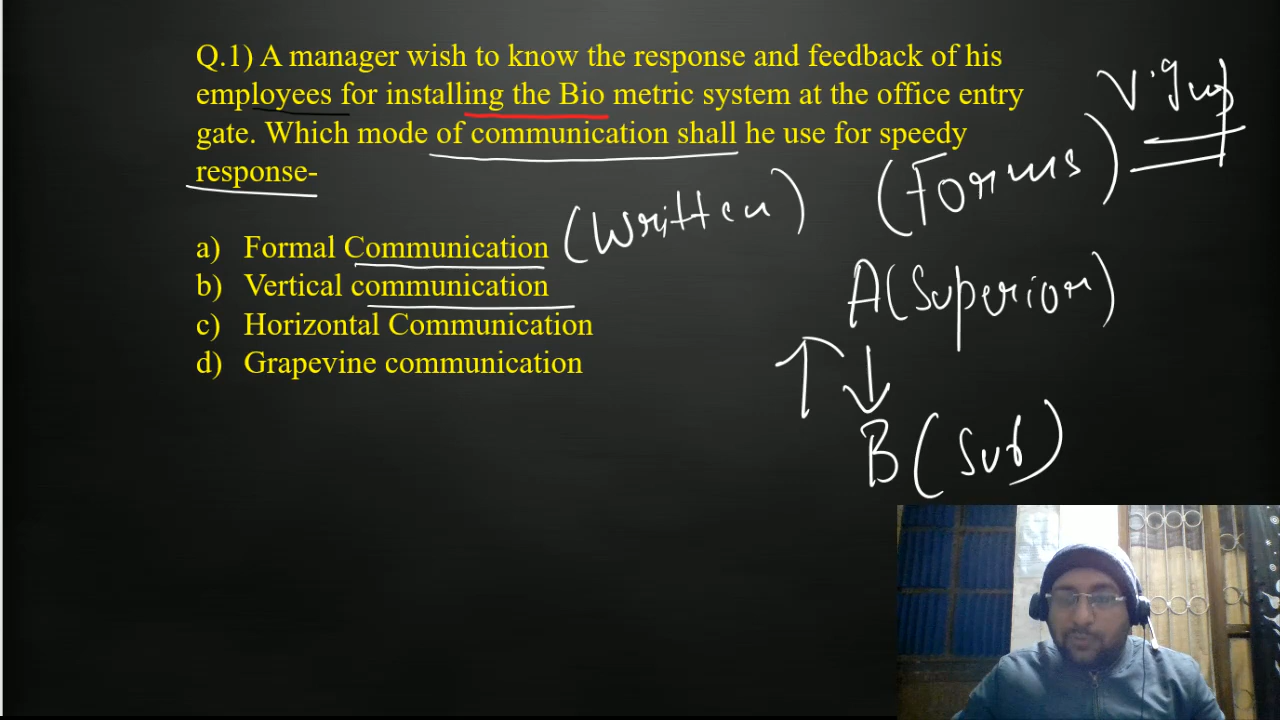 Q.1) A manager wish to know the response and feedback of his
employees for installing the Bio metric system at the office entry
gate. Which mode of communication shall he use for speedy
response-
a) Formal Communication (Written) (Forms)
b) Vertical communication
c) Horizontal Communication
d) Grapevine communication
A (Superior)
B (Sub)